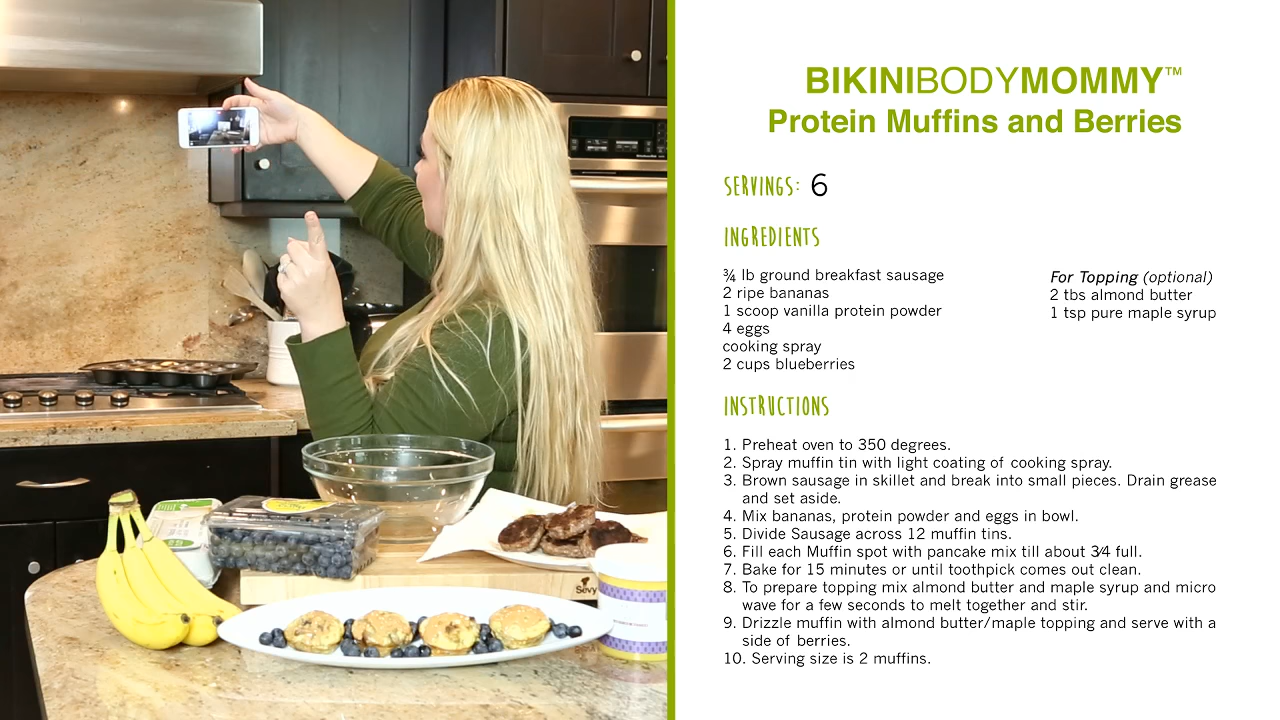 BIKINIBODYMOMMY™
Protein Muffins and Berries
SERVINGS: 6
INGREDIENTS
¾ lb ground breakfast sausage
2 ripe bananas
1 scoop vanilla protein powder
4 eggs
cooking spray
2 cups blueberries
For Topping (optional)
2 tbs almond butter
1 tsp pure maple syrup
INSTRUCTIONS
1. Preheat oven to 350 degrees.
2. Spray muffin tin with light coating of cooking spray.
3. Brown sausage in skillet and break into small pieces. Drain grease
and set aside.
4. Mix bananas, protein powder and eggs in bowl.
5. Divide Sausage across 12 muffin tins.
6. Fill each Muffin spot with pancake mix till about 3⁄4 full.
7. Bake for 15 minutes or until toothpick comes out clean.
8. To prepare topping mix almond butter and maple syrup and micro
wave for a few seconds to melt together and stir.
9. Drizzle muffin with almond butter/maple topping and serve with a
side of berries.
10. Serving size is 2 muffins.
Sevy